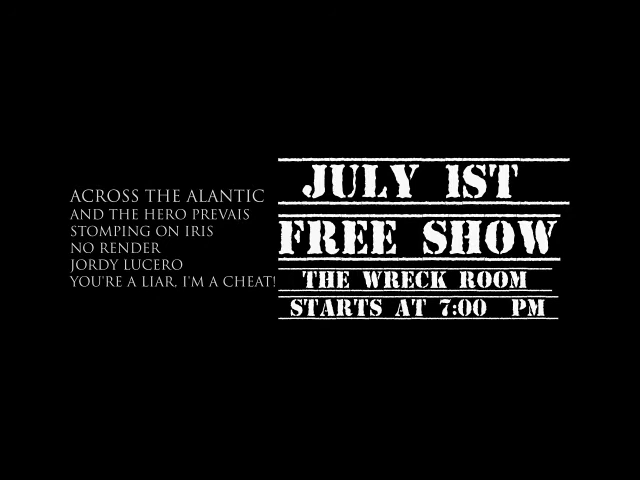 ACROSS THE ALANTIC
AND THE HERO PREVAIS
STOMPING ON IRIS
NO RENDER
JORDY LUCERO
YOU'RE A LIAR, I'M A CHEAT!
JULY 1ST
FREE SHOW
THE WRECK ROOM
STARTS AT 7:00 PM